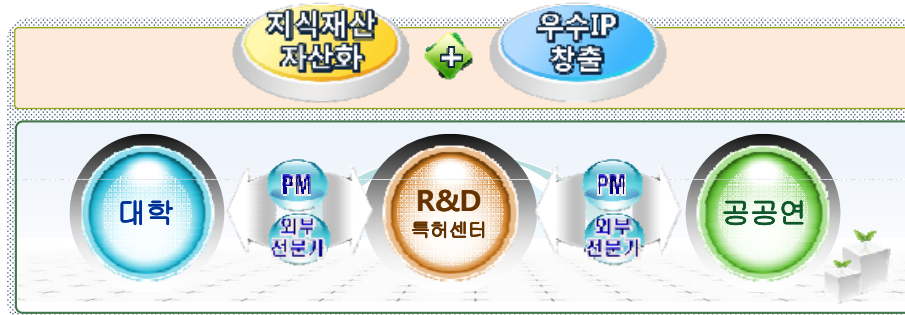 지식재산
자산화
+
우수IP
창출
대학
PM
외부
전문가
R&D
특허센터
PM
외부
전문가
공공연